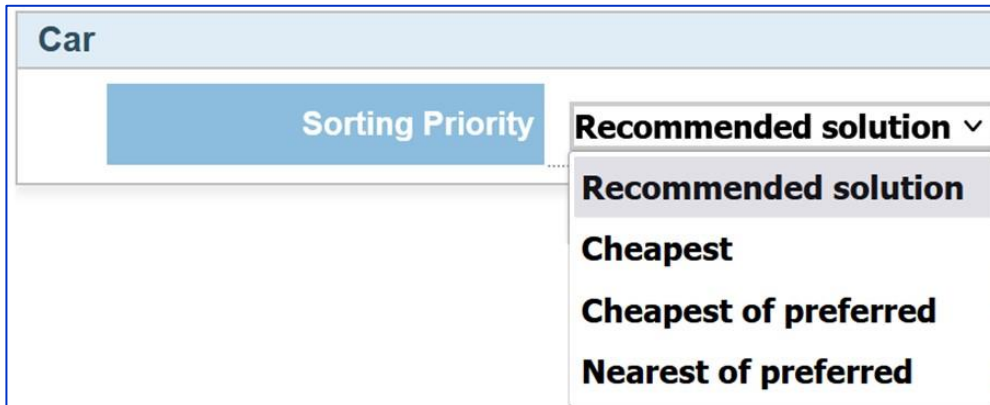 Car
Sorting Priority Recommended solution
Recommended solution
Cheapest
Cheapest of preferred
Nearest of preferred